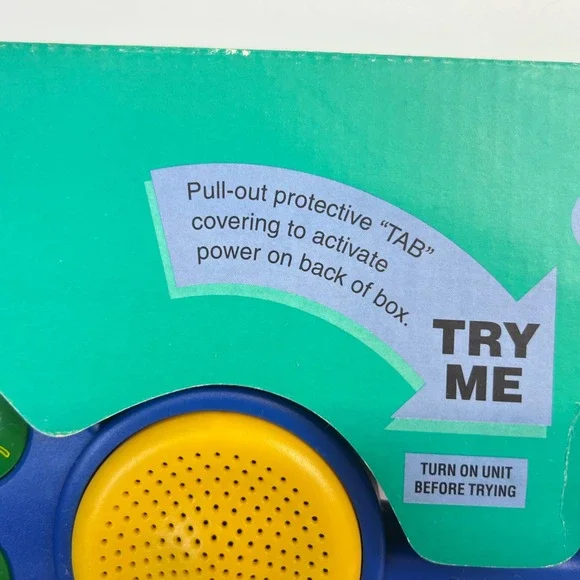 Pull-out protective “TAB”
covering to activate
power on back of box.
TRY
ME
TURN ON UNIT
BEFORE TRYING